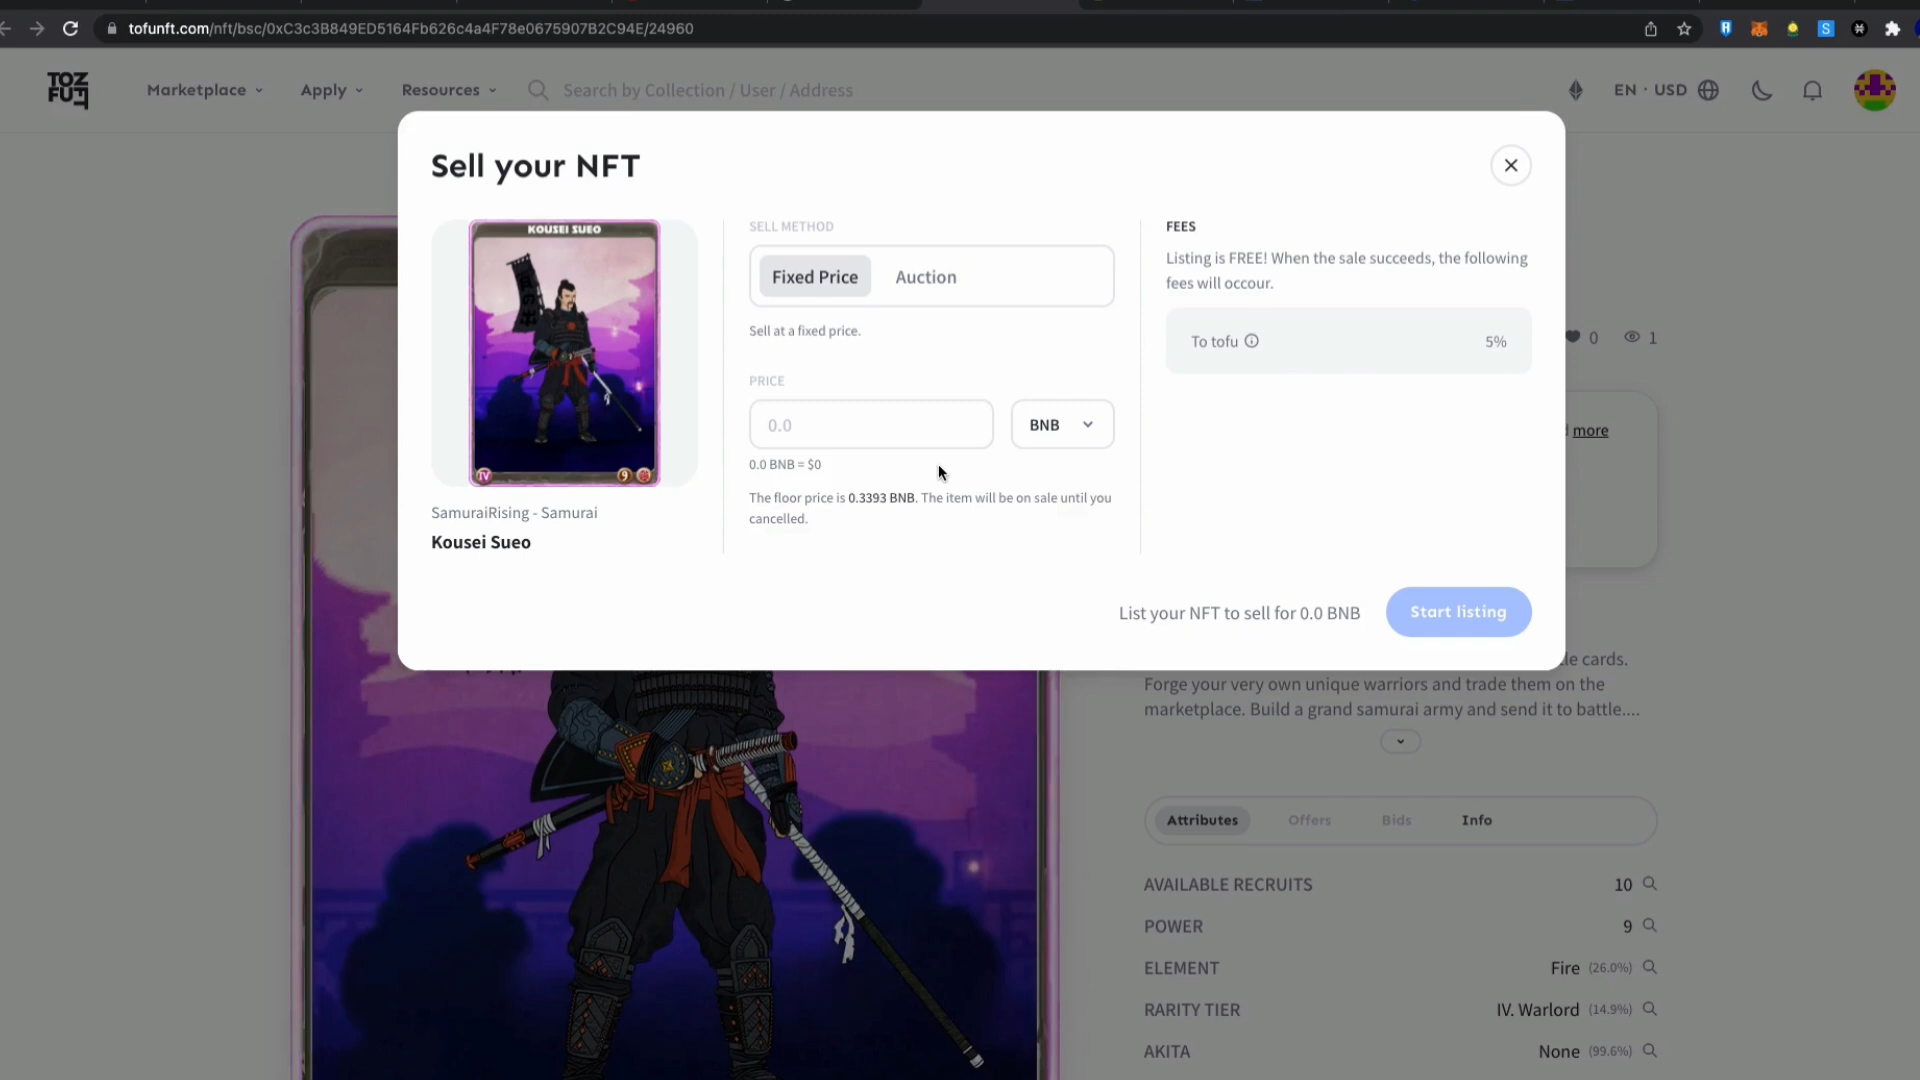 tofunft.com/nft/bsc/0xC3c3B849ED5164Fb626c4a4F78e0675907B2C94E/24960
TOZ
FUFT
Marketplace
Apply
Resources
Search by Collection / User / Address
EN · USD
Sell your NFT
KOUSEI SUEO
IV
9
SamuraiRising - Samurai
Kousei Sueo
SELL METHOD
Fixed Price
Auction
Sell at a fixed price.
PRICE
0.0
BNB
0.0 BNB = $0
The floor price is 0.3393 BNB. The item will be on sale until you
cancelled.
FEES
Listing is FREE! When the sale succeeds, the following
fees will occour.
To tofu
5%
List your NFT to sell for 0.0 BNB
Start listing
0
1
more
le cards.
Forge your very own unique warriors and trade them on the
marketplace. Build a grand samurai army and send it to battle....
Attributes
Offers
Bids
Info
AVAILABLE RECRUITS
10
POWER
9
ELEMENT
Fire (26.0%)
RARITY TIER
IV. Warlord (14.9%)
AKITA
None (99.6%)